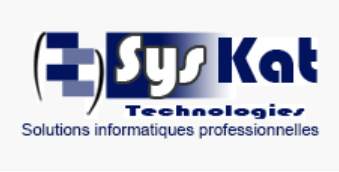 Sys Kat
Technologies
Solutions informatiques professionnelles